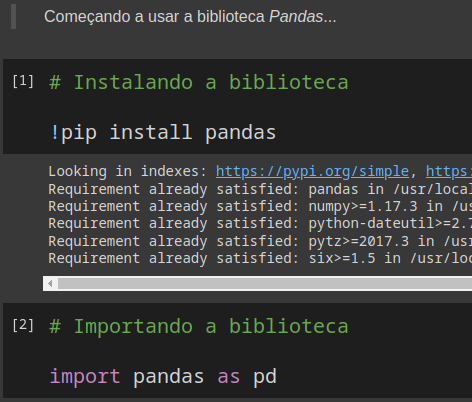 Começando a usar a biblioteca Pandas...
[1] # Instalando a biblioteca
!pip install pandas
Looking in indexes: https://pypi.org/simple, https:
Requirement already satisfied: pandas in /usr/local
Requirement already satisfied: numpy>=1.17.3 in /us
Requirement already satisfied: python-dateutil>=2.7
Requirement already satisfied: pytz>=2017.3 in /usr
Requirement already satisfied: six>=1.5 in /usr/loc
[2] # Importando a biblioteca
import pandas as pd